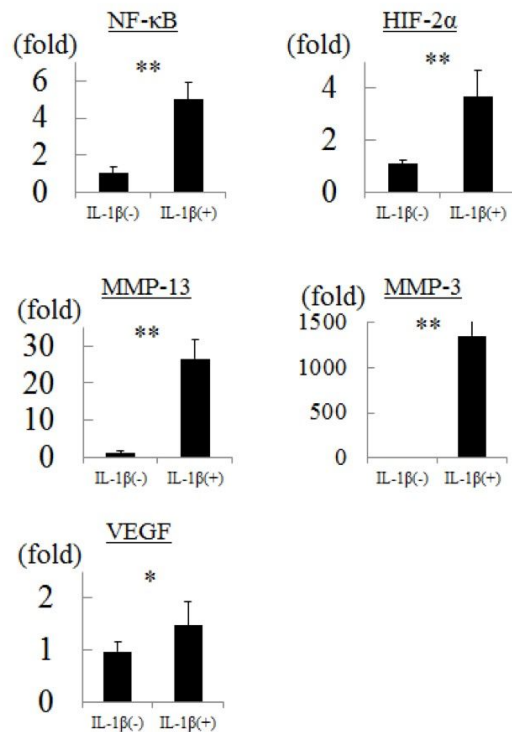 NF-κB
(fold)
**
6
4
2
0
IL-1β(-) IL-1β(+)
HIF-2α
(fold)
**
4
2
0
IL-1β(-) IL-1β(+)
MMP-13
(fold)
**
30
20
10
0
IL-1β(-) IL-1β(+)
MMP-3
(fold)
**
1500
1000
500
0
IL-1β(-) IL-1β(+)
VEGF
(fold)
*
2
1
0
IL-1β(-) IL-1β(+)